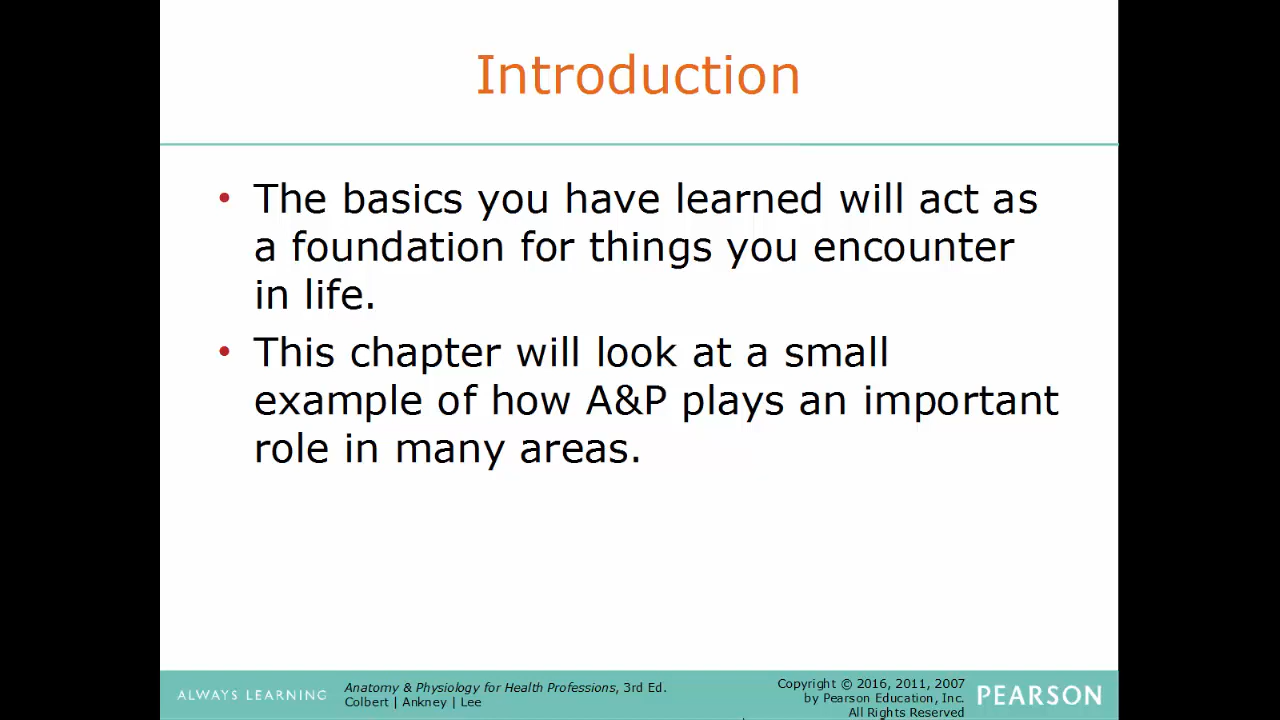 Introduction
• The basics you have learned will act as
a foundation for things you encounter
in life.
• This chapter will look at a small
example of how A&P plays an important
role in many areas.
ALWAYS LEARNING
Anatomy & Physiology for Health Professions, 3rd Ed.
Colbert | Ankney | Lee
Copyright © 2016, 2011, 2007
by Pearson Education, Inc.
All Rights Reserved
PEARSON